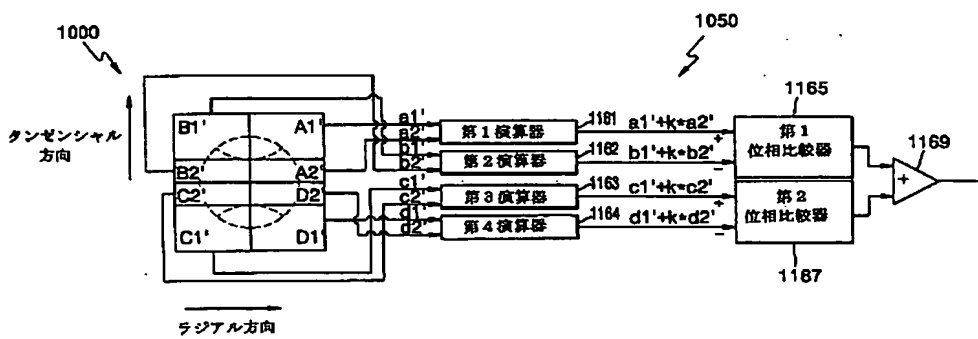 1000
1050
タンゼンシャル
方向
B1'
A1'
B2'
A2'
C2'
D2'
C1'
D1'
ラジアル方向
a1'
a2'
b1'
b2'
c1'
c2'
d1'
d2'
第1演算器
第2演算器
第3演算器
第4演算器
1161
1162
1163
1164
a1'+k*a2'
b1'+k*b2'
c1'+k*c2'
d1'+k*d2'
+
−
+
−
1165
第1
位相比較器
第2
位相比較器
1187
1169
+